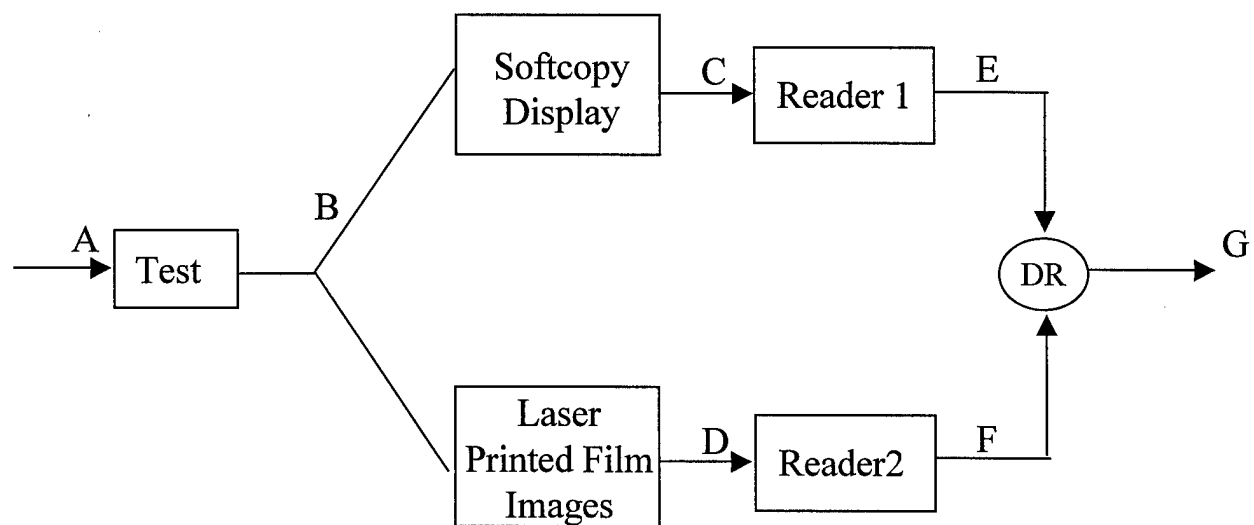 Softcopy
Display
C
Reader 1
E
B
A
Test
DR
G
Laser
Printed Film
Images
D
Reader2
F